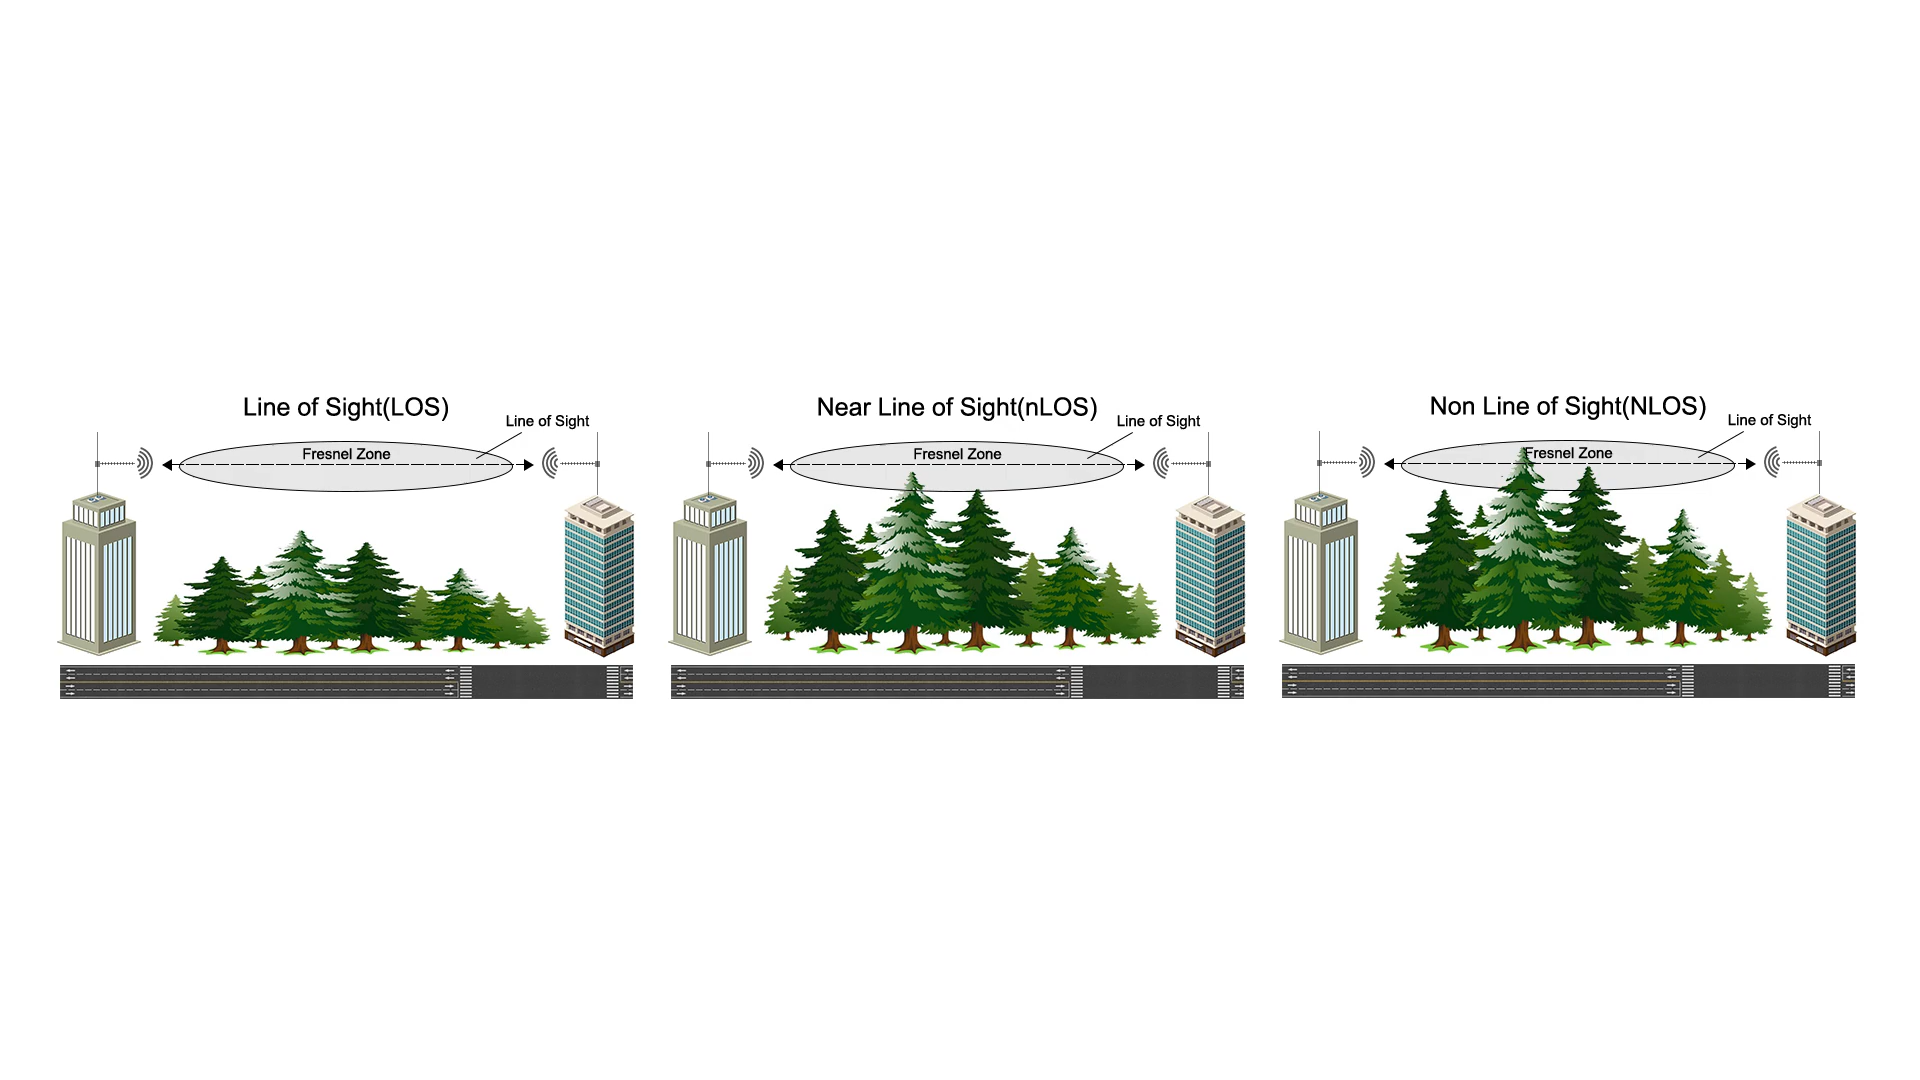 Line of Sight(LOS)
Line of Sight
Fresnel Zone
Near Line of Sight(nLOS)
Line of Sight
Fresnel Zone
Non Line of Sight(NLOS)
Line of Sight
Fresnel Zone